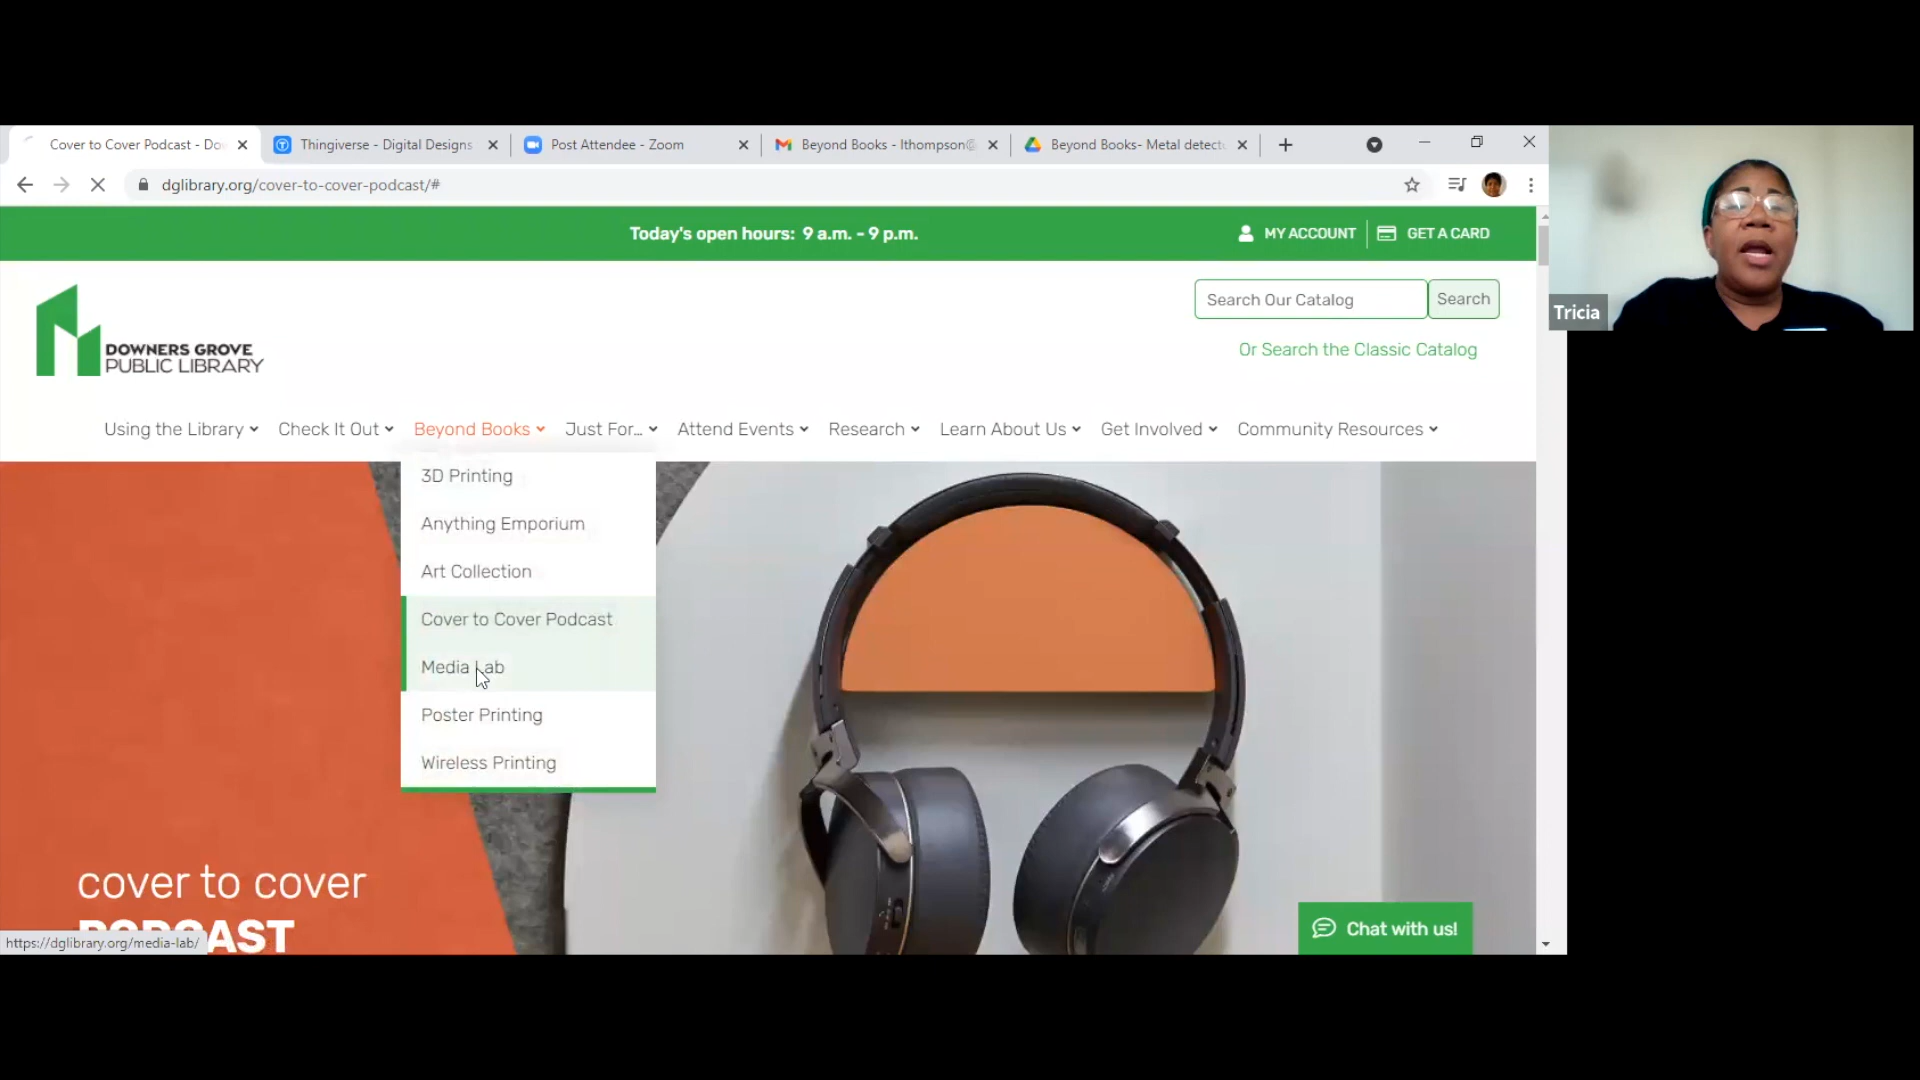 Cover to Cover Podcast - Do
Thingiverse - Digital Designs
Post Attendee - Zoom
Beyond Books - lthompson@
Beyond Books- Metal detect
dglibrary.org/cover-to-cover-podcast/#
Today's open hours: 9 a.m. - 9 p.m.
MY ACCOUNT
GET A CARD
Search Our Catalog
Search
Or Search the Classic Catalog
DOWNERS GROVE
PUBLIC LIBRARY
Using the Library
Check It Out
Beyond Books
Just For...
Attend Events
Research
Learn About Us
Get Involved
Community Resources
3D Printing
Anything Emporium
Art Collection
Cover to Cover Podcast
Media Lab
Poster Printing
Wireless Printing
cover to cover
PODCAST
Chat with us!
https://dglibrary.org/media-lab/
Tricia